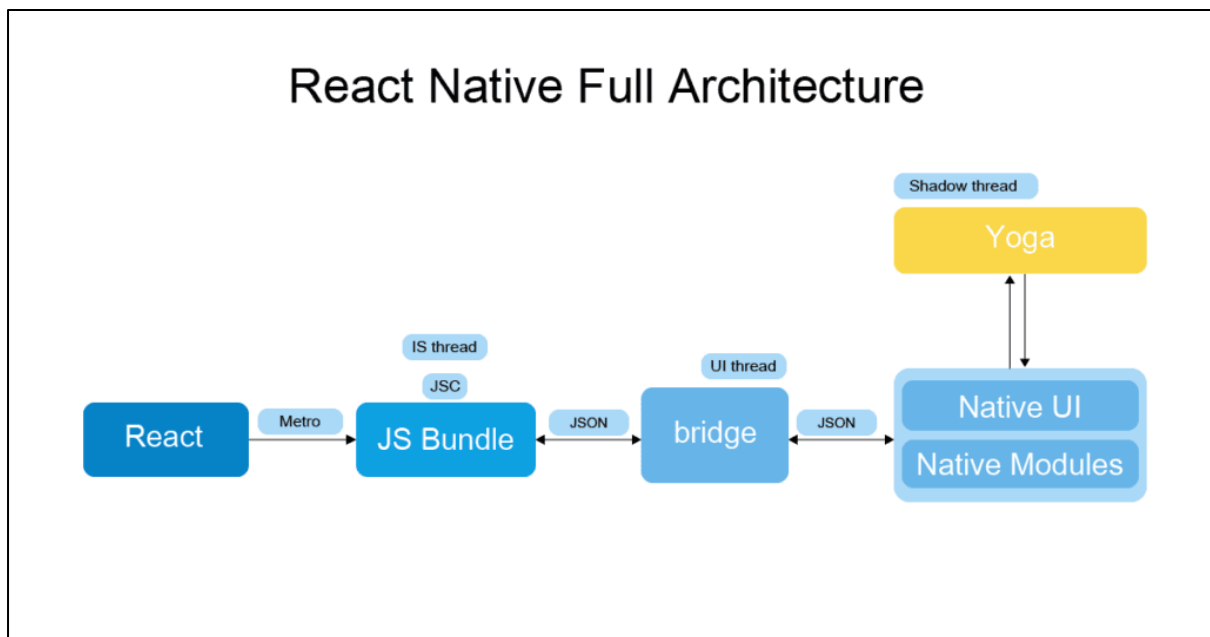 React Native Full Architecture
Shadow thread
Yoga
IS thread
JSC
UI thread
React
Metro
JS Bundle
JSON
bridge
JSON
Native UI
Native Modules